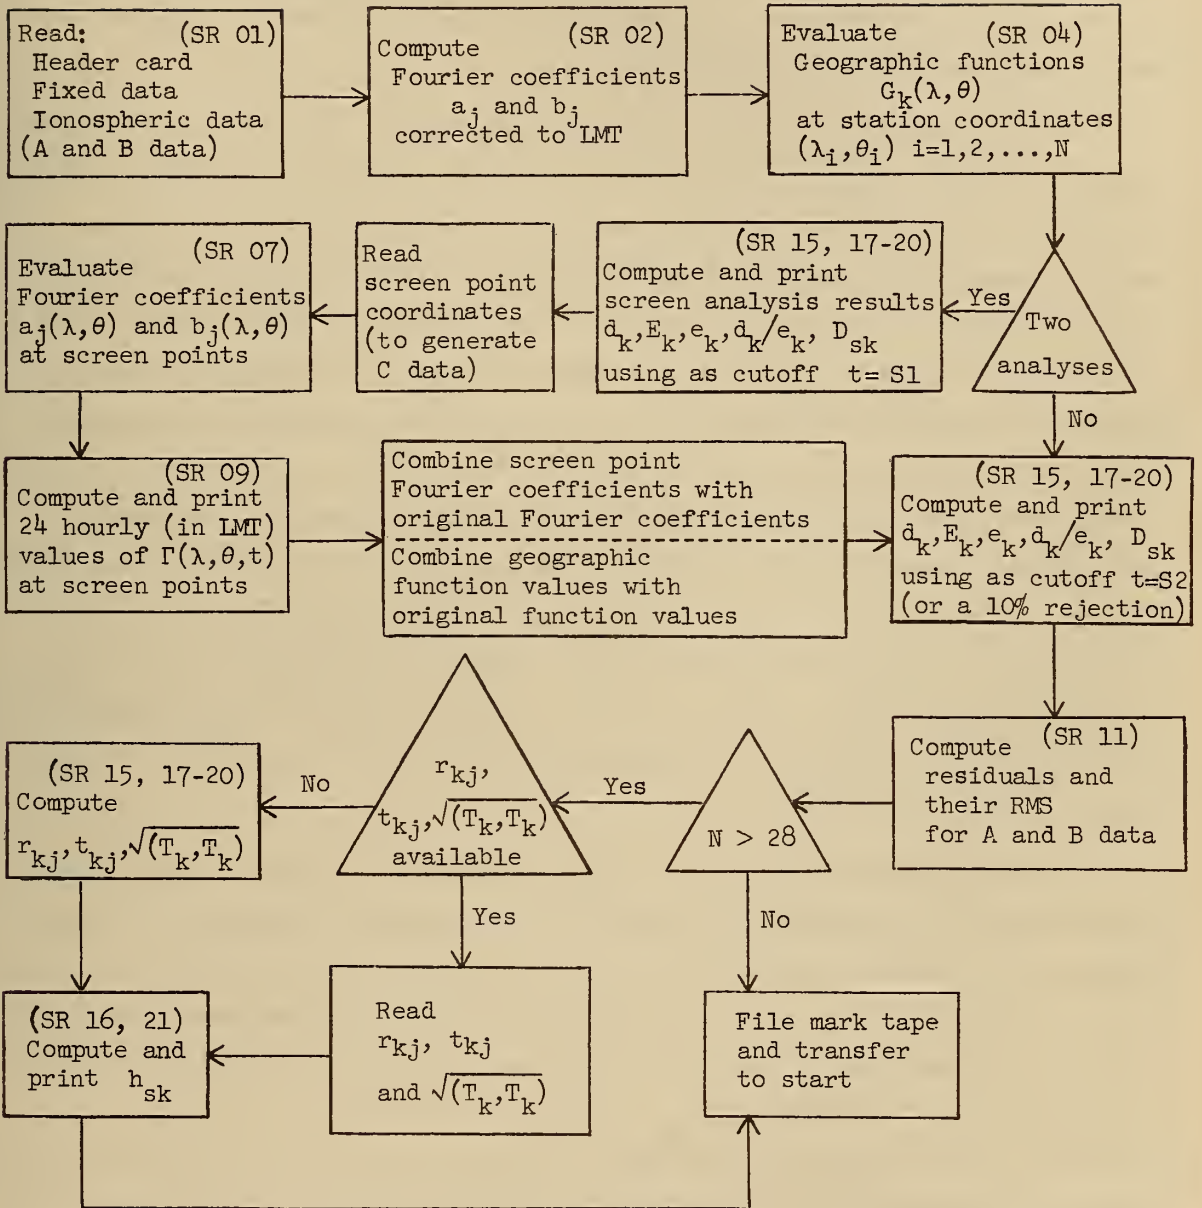 Read: (SR 01)
Header card
Fixed data
Ionospheric data
(A and B data)
Compute (SR 02)
Fourier coefficients
a_j and b_j
corrected to LMT
Evaluate (SR 04)
Geographic functions
G_k(λ,θ)
at station coordinates
(λ_i,θ_i) i=1,2,...,N
Two
analyses
Yes
No
(SR 15, 17-20)
Compute and print
screen analysis results
d_k,E_k,e_k,d_k/e_k, D_sk
using as cutoff t= S1
Read
screen point
coordinates
(to generate
C data)
(SR 07)
Evaluate
Fourier coefficients
a_j(λ,θ) and b_j(λ,θ)
at screen points
(SR 09)
Compute and print
24 hourly (in LMT)
values of Γ(λ,θ,t)
at screen points
Combine screen point
Fourier coefficients with
original Fourier coefficients
Combine geographic
function values with
original function values
(SR 15, 17-20)
Compute and print
d_k,E_k,e_k,d_k/e_k, D_sk
using as cutoff t=S2
(or a 10% rejection)
Compute (SR 11)
residuals and
their RMS
for A and B data
N > 28
Yes
No
r_kj,
t_kj,√(T_k,T_k)
available
No
Yes
(SR 15, 17-20)
Compute
r_kj,t_kj,√(T_k,T_k)
Read
r_kj, t_kj
and √(T_k,T_k)
(SR 16, 21)
Compute and
print h_sk
File mark tape
and transfer
to start